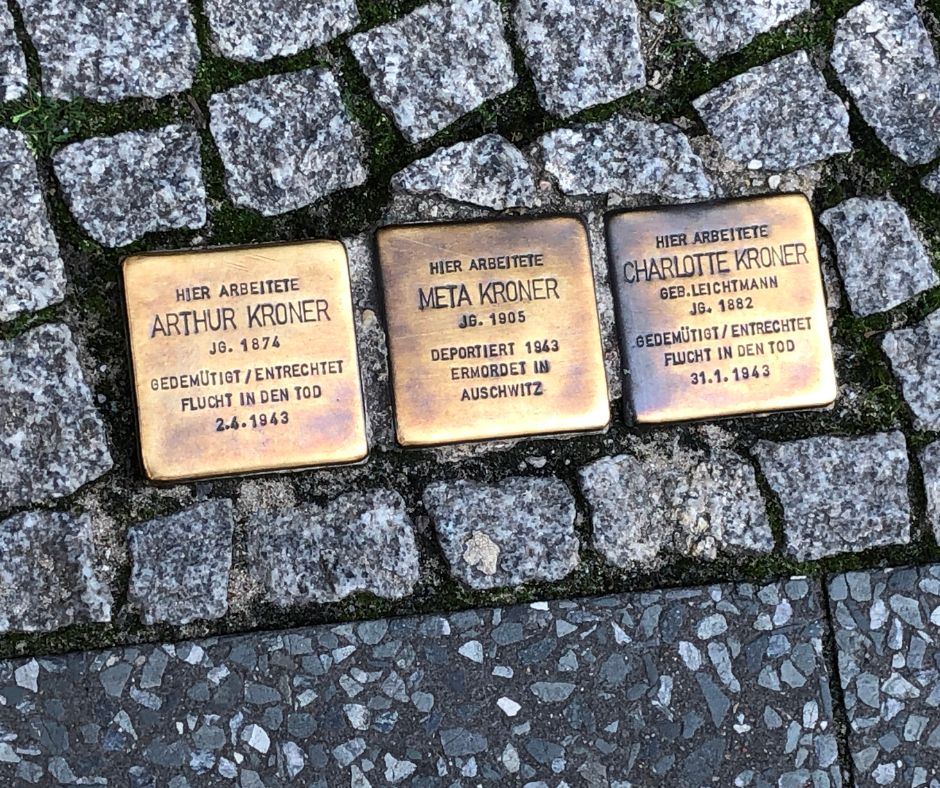 HIER ARBEITETE
ARTHUR KRONER
JG. 1874
GEDEMÜTIGT/ENTRECHTET
FLUCHT IN DEN TOD
2.4.1943
HIER ARBEITETE
META KRONER
JG. 1905
DEPORTIERT 1943
ERMORDET IN
AUSCHWITZ
HIER ARBEITETE
CHARLOTTE KRONER
GEB.LEICHTMANN
JG. 1882
GEDEMÜTIGT/ENTRECHTET
FLUCHT IN DEN TOD
31.1.1943